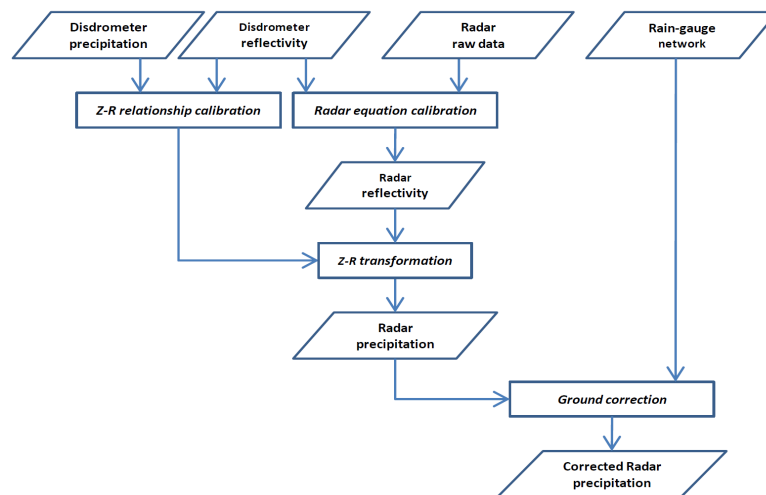 Disdrometer
precipitation
Disdrometer
reflectivity
Radar
raw data
Rain-gauge
network
Z-R relationship calibration
Radar equation calibration
Radar
reflectivity
Z-R transformation
Radar
precipitation
Ground correction
Corrected Radar
precipitation